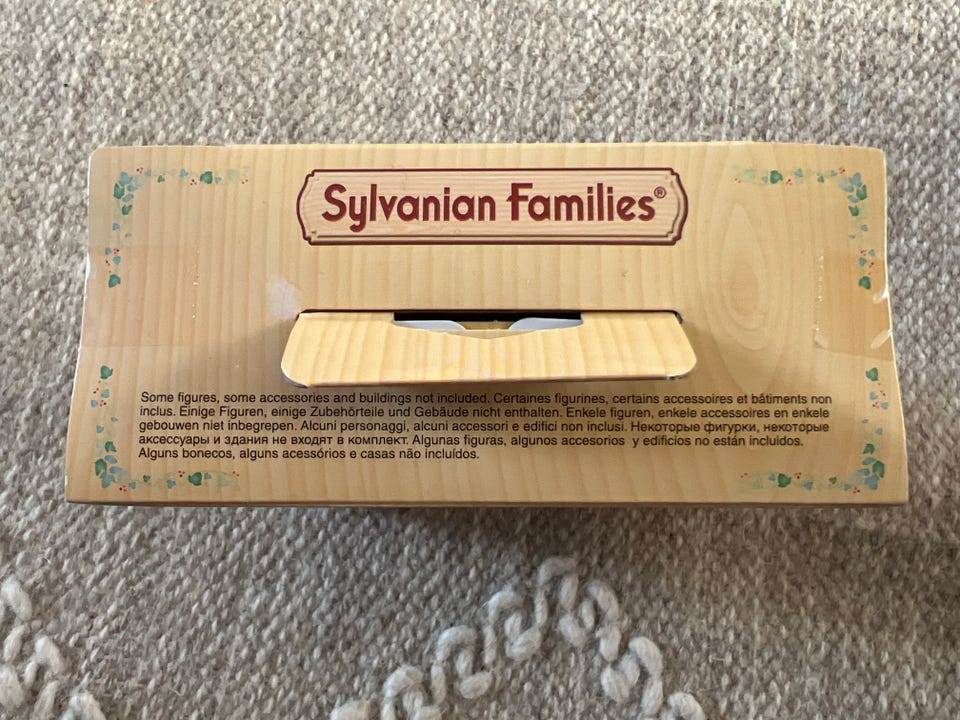 Sylvanian Families®
Some figures, some accessories and buildings not included. Certaines figurines, certains accessoires et bâtiments non
inclus. Einige Figuren, einige Zubehörteile und Gebäude nicht enthalten. Enkele figuren, enkele accessoires en enkele
gebouwen niet inbegrepen. Alcuni personaggi, alcuni accessori e edifici non inclusi. Некоторые фигурки, некоторые
аксессуары и здания не входят в комплект. Algunas figuras, algunos accesorios y edificios no están incluidos.
Alguns bonecos, alguns acessórios e casas não incluídos.